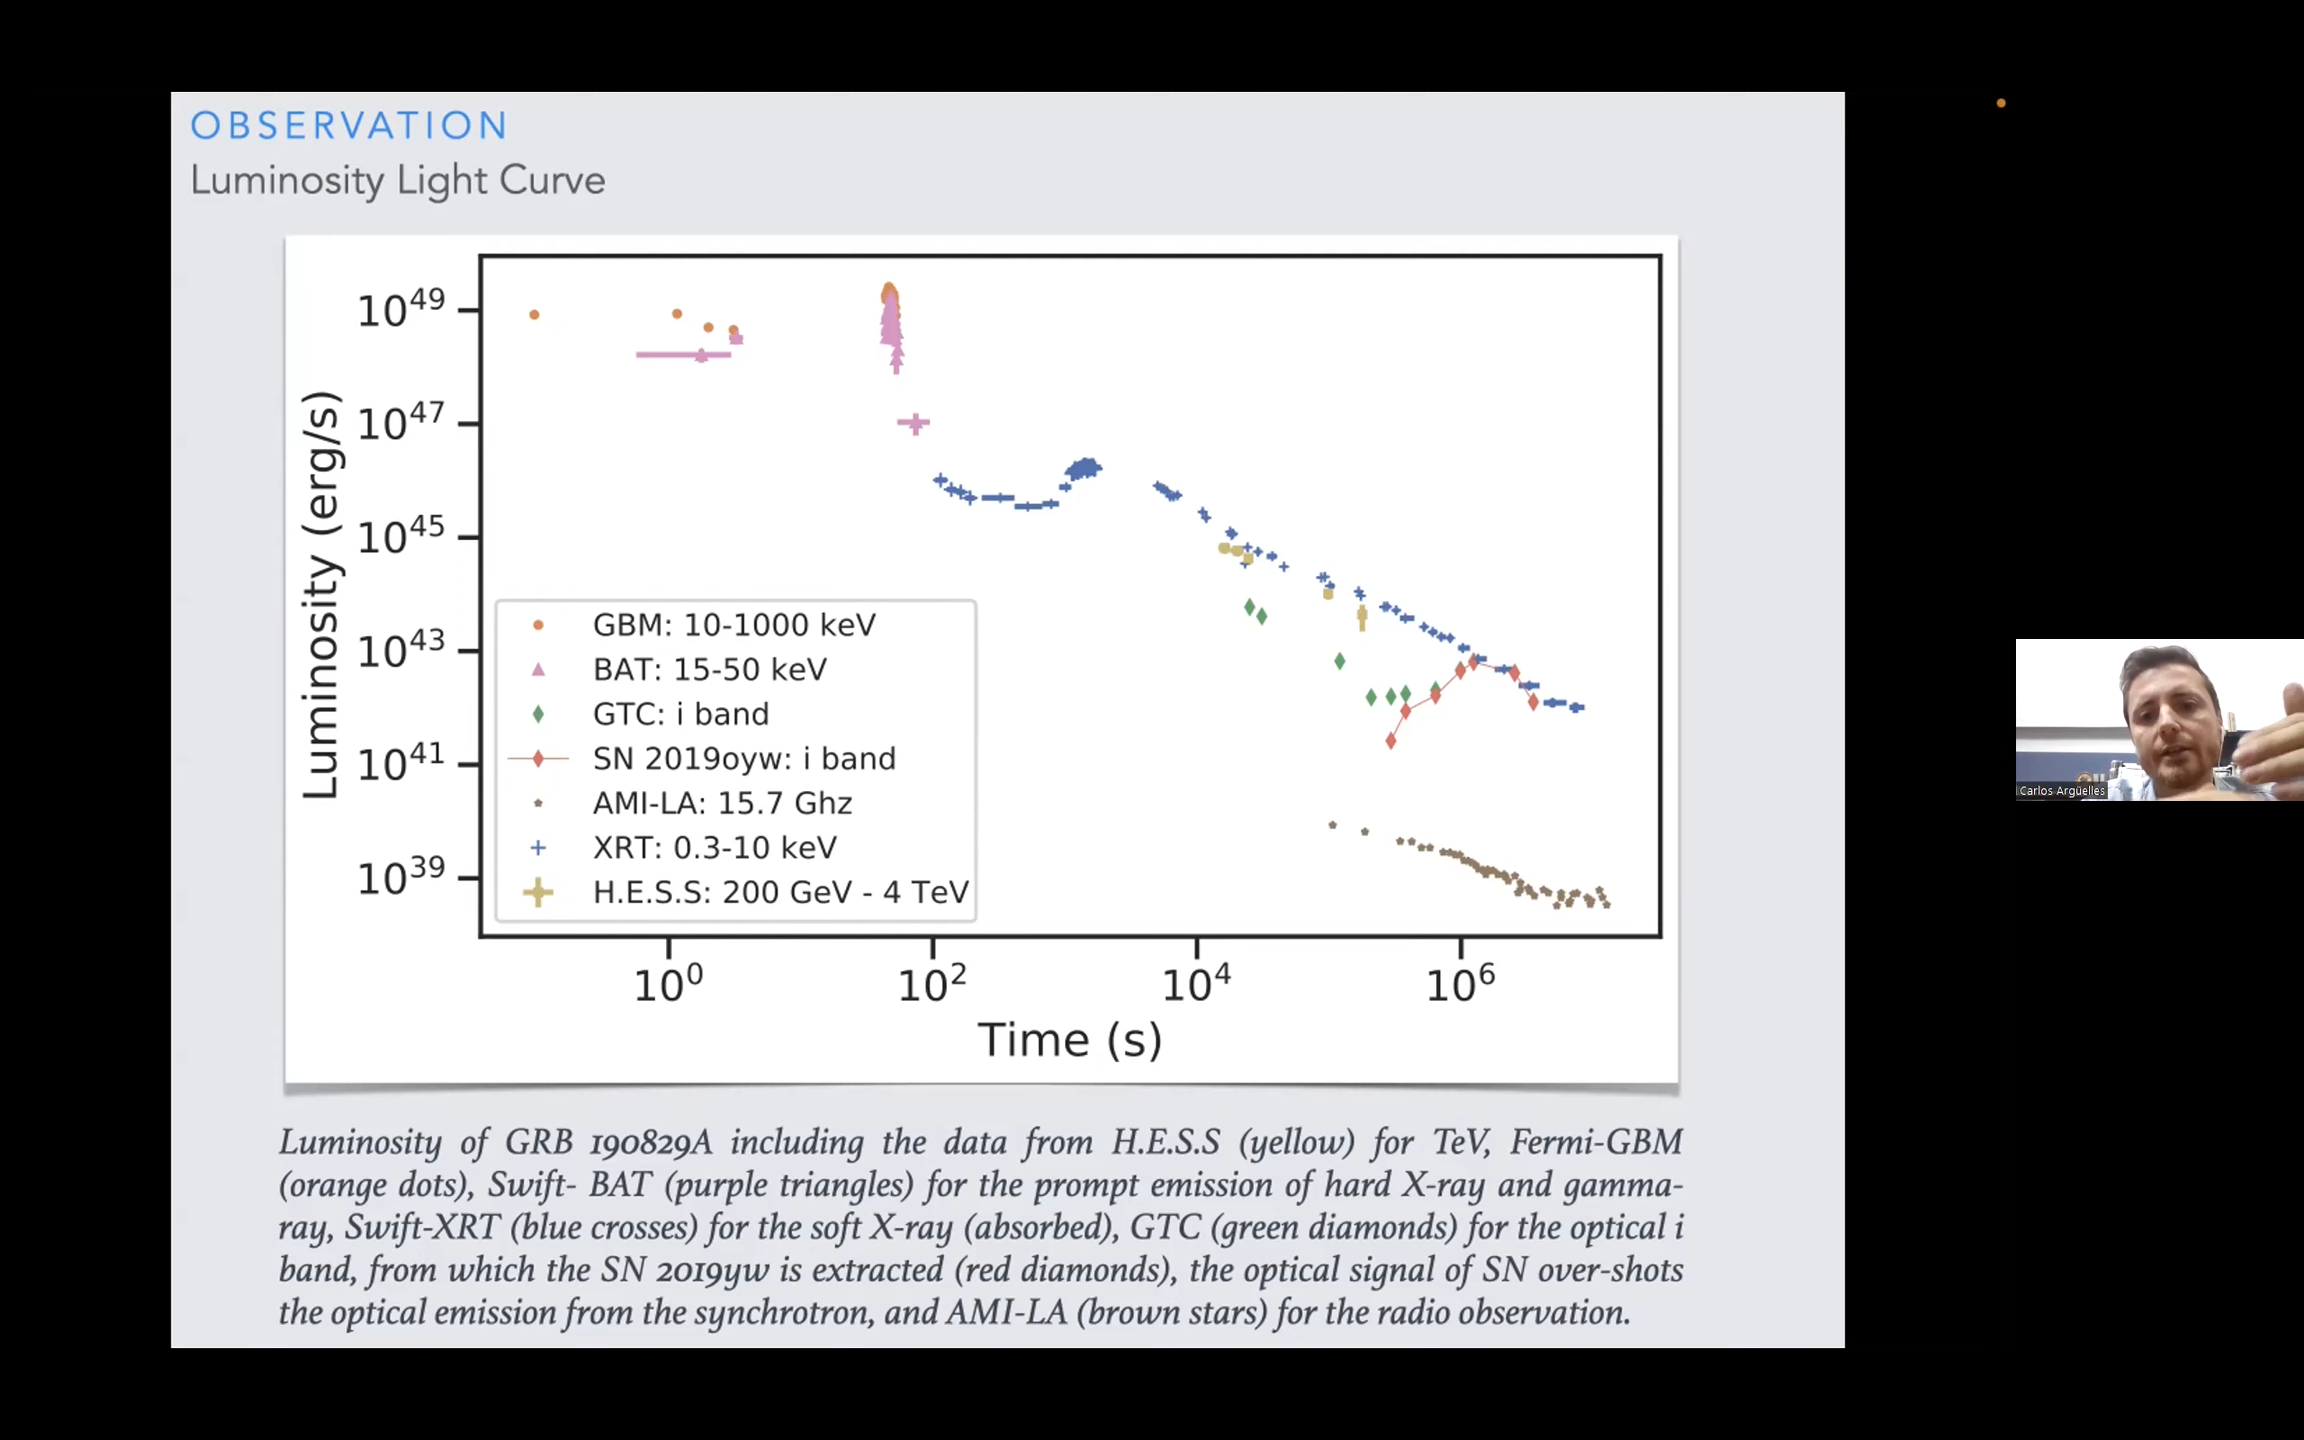 OBSERVATION
Luminosity Light Curve
Luminosity (erg/s)
10^49
10^47
10^45
10^43
10^41
10^39
GBM: 10-1000 keV
BAT: 15-50 keV
GTC: i band
SN 2019oyw: i band
AMI-LA: 15.7 Ghz
XRT: 0.3-10 keV
H.E.S.S: 200 GeV - 4 TeV
10^0 10^2 10^4 10^6
Time (s)
Luminosity of GRB 190829A including the data from H.E.S.S (yellow) for TeV, Fermi-GBM
(orange dots), Swift- BAT (purple triangles) for the prompt emission of hard X-ray and gamma-
ray, Swift-XRT (blue crosses) for the soft X-ray (absorbed), GTC (green diamonds) for the optical i
band, from which the SN 2019yw is extracted (red diamonds), the optical signal of SN over-shots
the optical emission from the synchrotron, and AMI-LA (brown stars) for the radio observation.
Carlos Argüelles